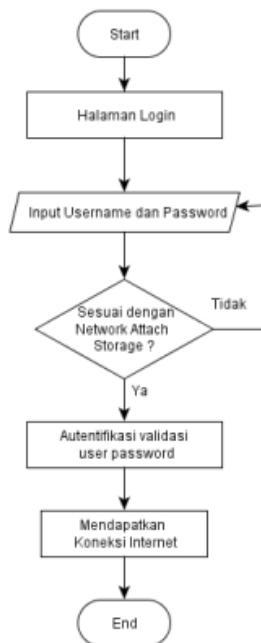 Start
Halaman Login
Input Username dan Password
Sesuai dengan
Network Attach
Storage ?
Tidak
Ya
Autentifikasi validasi
user password
Mendapatkan
Koneksi Internet
End